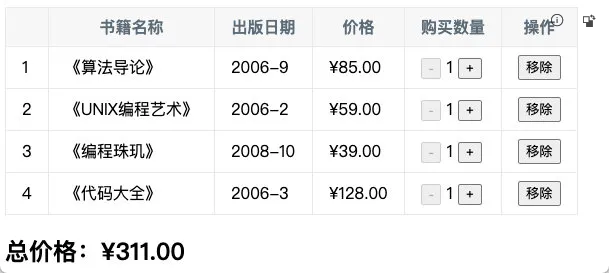 书籍名称 出版日期 价格 购买数量 操作
1 《算法导论》 2006-9 ¥85.00 - 1 + 移除
2 《UNIX编程艺术》 2006-2 ¥59.00 - 1 + 移除
3 《编程珠玑》 2008-10 ¥39.00 - 1 + 移除
4 《代码大全》 2006-3 ¥128.00 - 1 + 移除
总价格：¥311.00